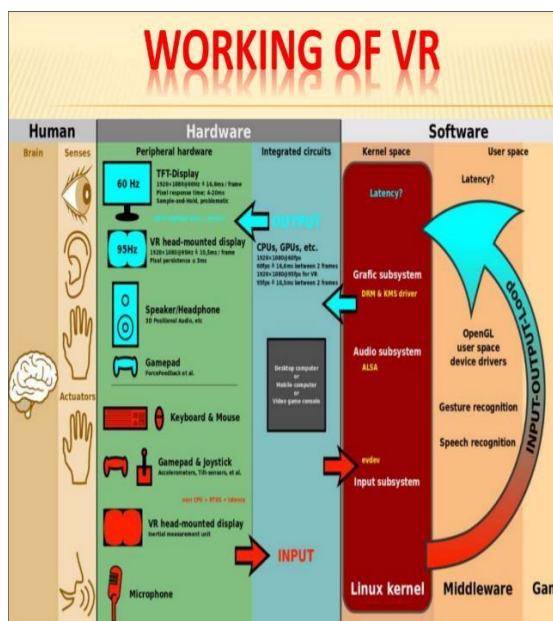 WORKING OF VR
Human
Hardware
Software
Brain
Senses
Peripheral hardware
Integrated circuits
Kernel space
User space
60 Hz
TFT-Display
1920×1080@60Hz ≙ 16,6ms / frame
Pixel response time: 4-20ms
Sample-and-Hold, problematic
OUTPUT
95Hz
VR head-mounted display
1920×1080@95Hz ≙ 10,5ms / frame
Pixel persistence ≤ 3ms
CPUs, GPUs, etc.
1920×1080@60fps
60fps ≙ 16,6ms between 2 frames
1920×1080@95fps for VR
95fps ≙ 10,5ms between 2 frames
Latency?
Latency?
Grafic subsystem
DRM & KMS driver
Speaker/Headphone
3D Positional Audio, etc
Gamepad
ForceFeedback et al.
Desktop computer
or
Mobile computer
or
Video game console
Audio subsystem
ALSA
OpenGL
user space
device drivers
INPUT-OUTPUT-LOOP
Actuators
Keyboard & Mouse
Gamepad & Joystick
Accelerometers, Tilt-sensors, et al.
Gesture recognition
Speech recognition
evdev
Input subsystem
VR head-mounted display
Inertial measurement unit
INPUT
Microphone
Linux kernel
Middleware
Gam